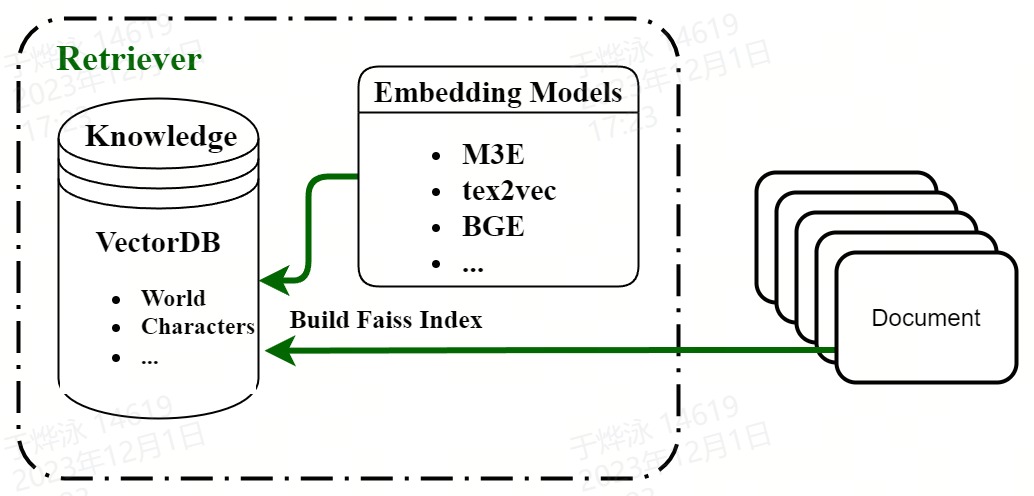 Retriever
Knowledge
VectorDB
• World
• Characters
• ...
Embedding Models
• M3E
• tex2vec
• BGE
• ...
Build Faiss Index
Document
于烨泳 14619
2023年12月1日
17:23
于烨泳 14619
2023年12月1日
17:23
于烨泳 14619
2023年12月1日
于烨泳 14619
2023年12月1日